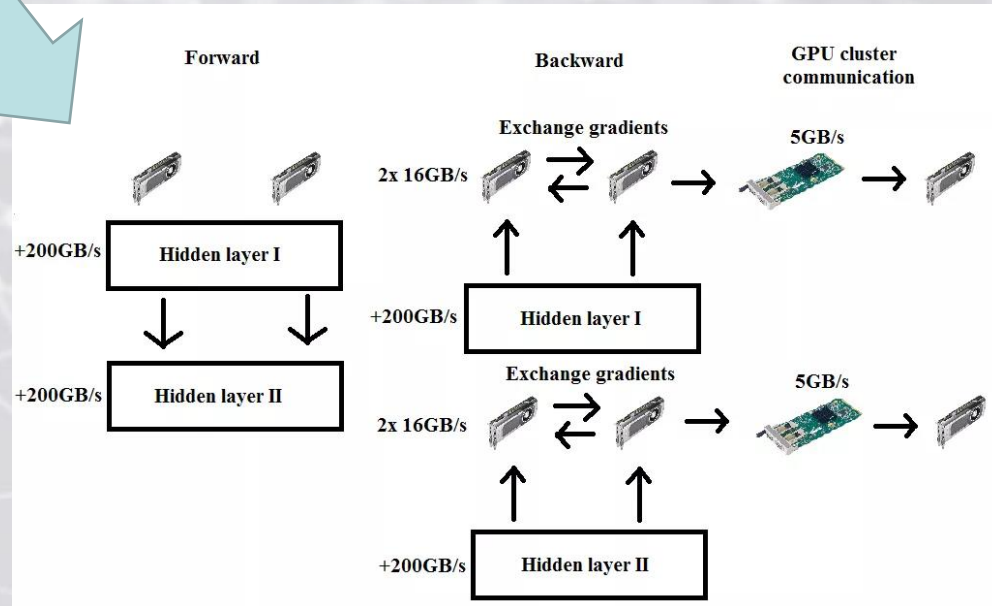 Forward
Backward
GPU cluster
communication
Exchange gradients
5GB/s
2x 16GB/s
+200GB/s
Hidden layer I
+200GB/s
Hidden layer I
Exchange gradients
5GB/s
+200GB/s
Hidden layer II
2x 16GB/s
+200GB/s
Hidden layer II